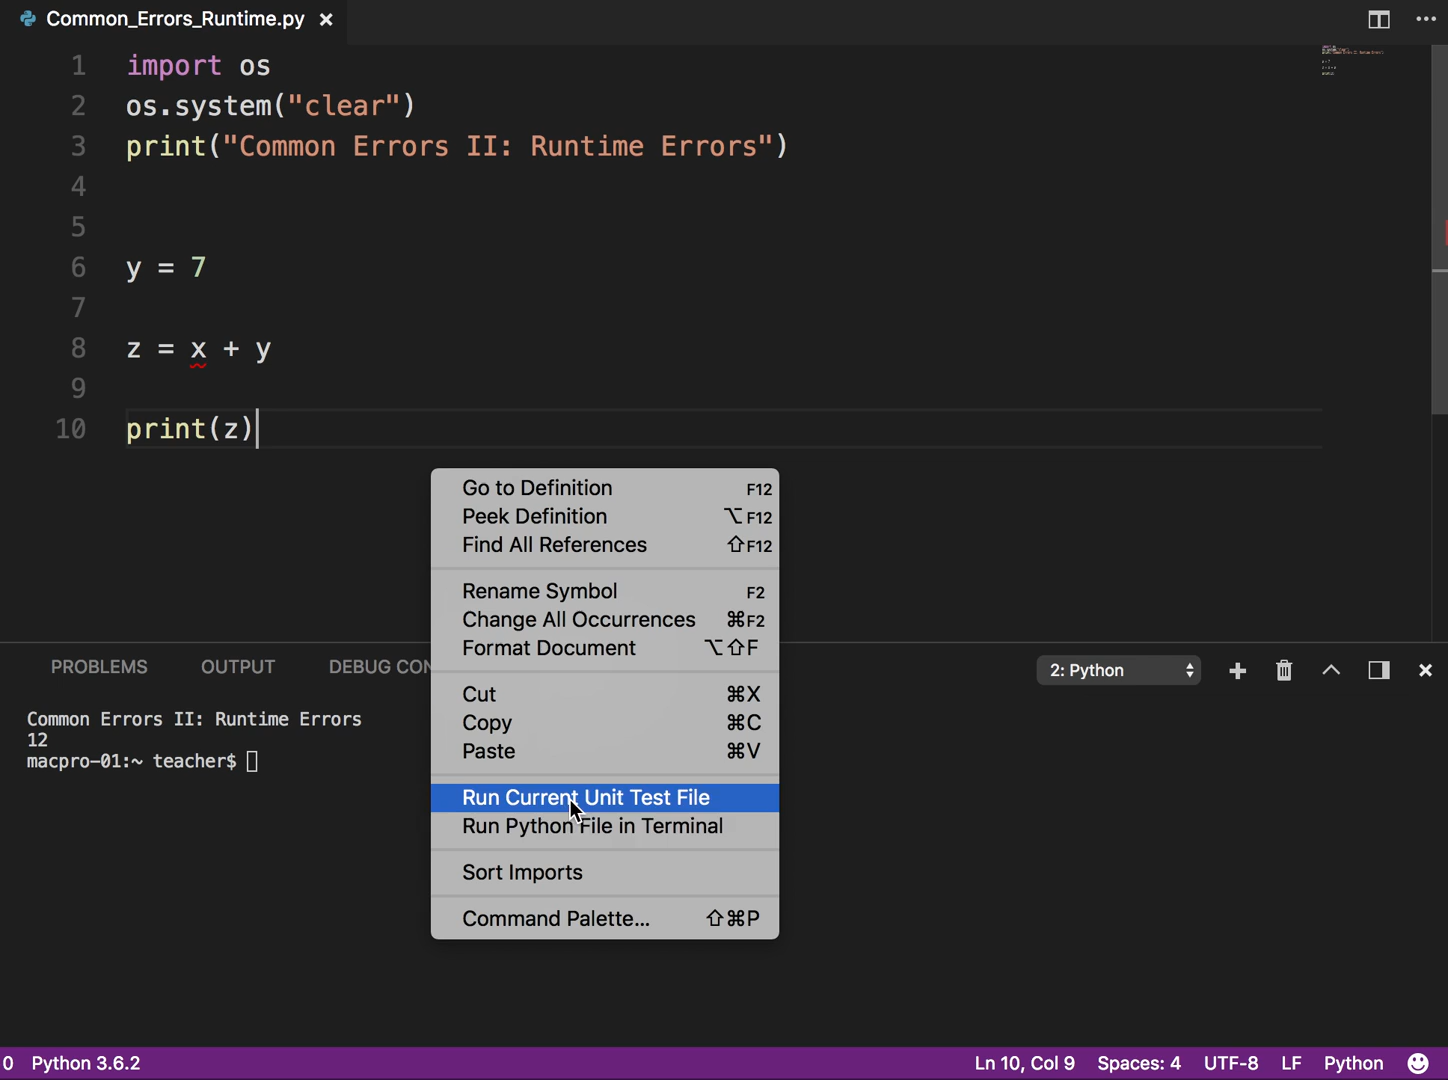 Common_Errors_Runtime.py
1 import os
2 os.system("clear")
3 print("Common Errors II: Runtime Errors")
4
5
6 y = 7
7
8 z = x + y
9
10 print(z)
Go to Definition F12
Peek Definition ⌥F12
Find All References ⇧F12
Rename Symbol F2
Change All Occurrences ⌘F2
Format Document ⌥⇧F
Cut ⌘X
Copy ⌘C
Paste ⌘V
Run Current Unit Test File
Run Python File in Terminal
Sort Imports
Command Palette... ⇧⌘P
PROBLEMS OUTPUT DEBUG CON 2: Python
Common Errors II: Runtime Errors
12
macpro-01:~ teacher$
0 Python 3.6.2 Ln 10, Col 9 Spaces: 4 UTF-8 LF Python